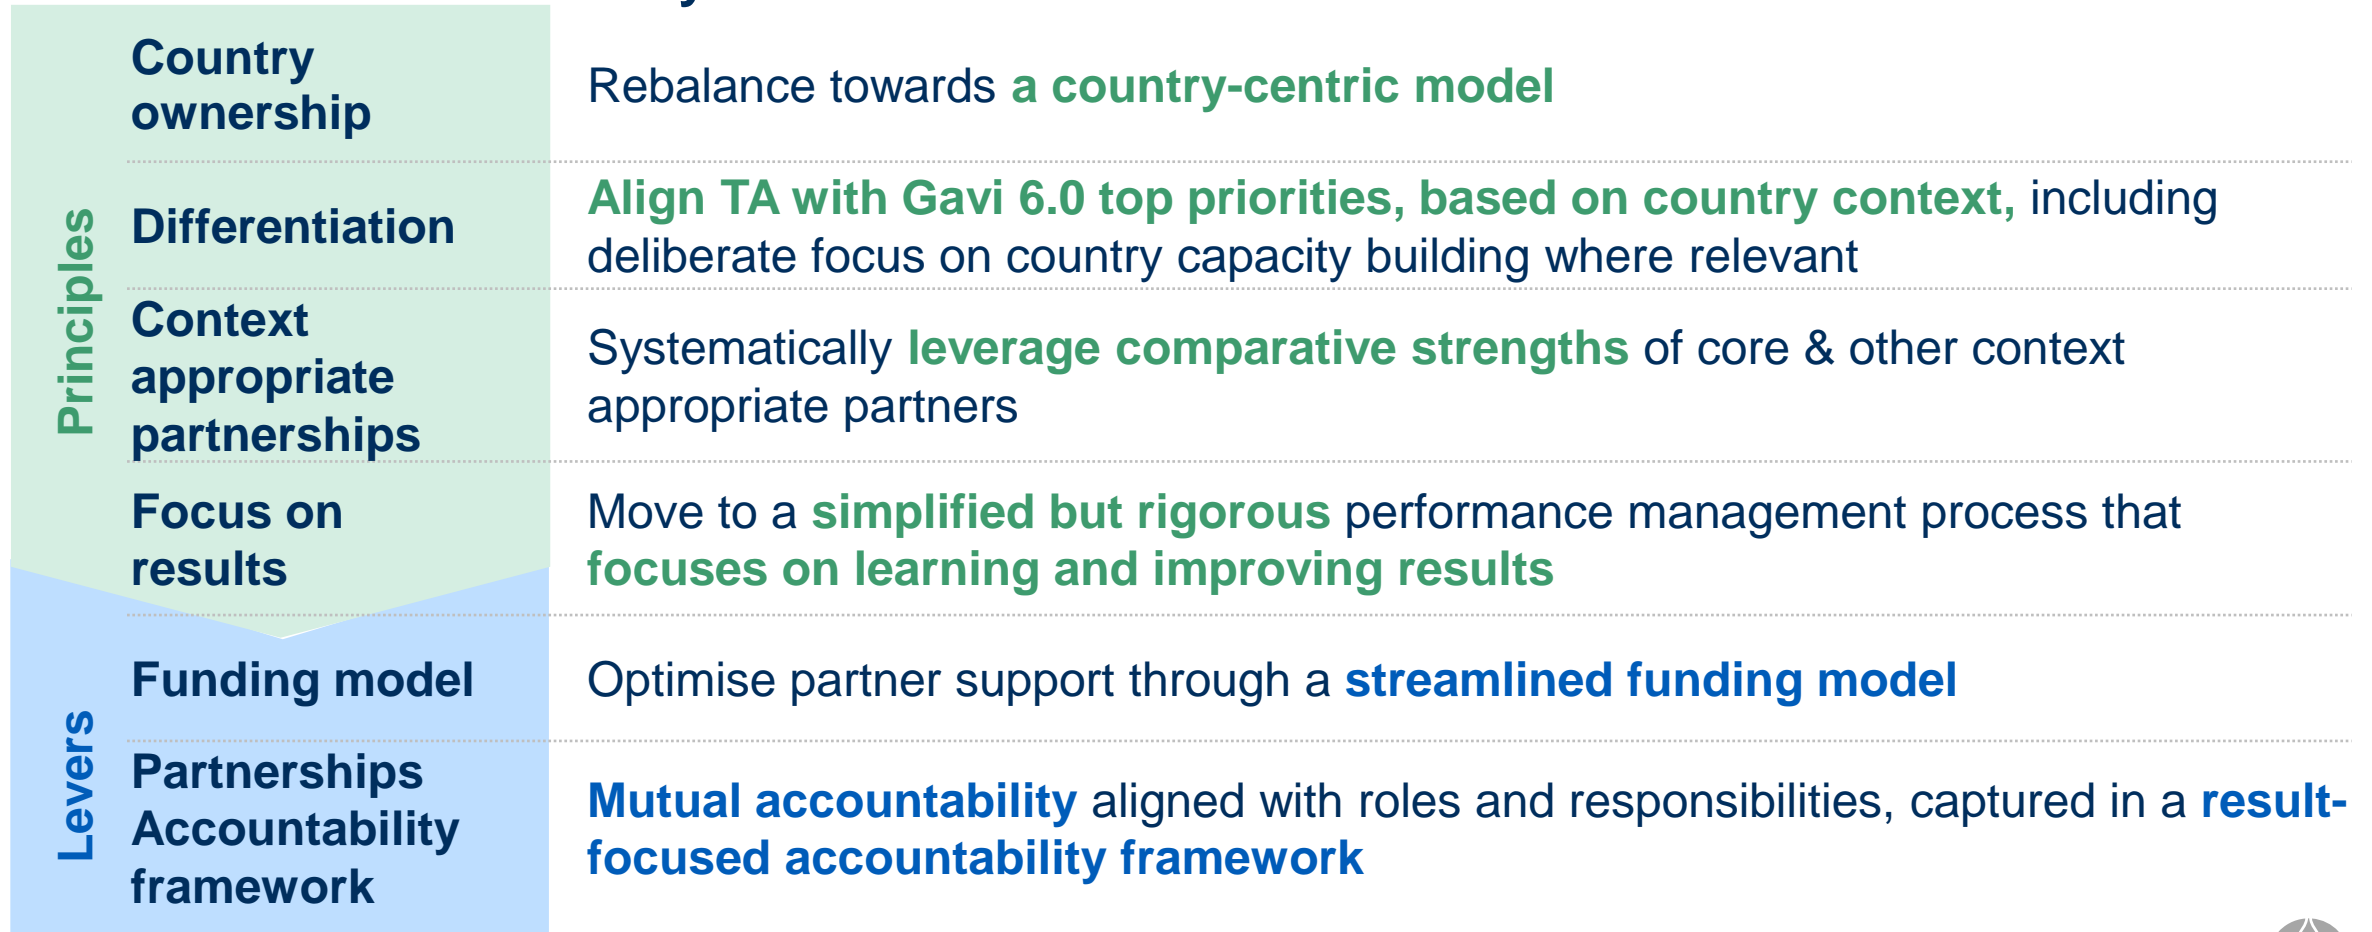 Principles
Country
ownership
Rebalance towards a country-centric model
Differentiation
Align TA with Gavi 6.0 top priorities, based on country context, including
deliberate focus on country capacity building where relevant
Context
appropriate
partnerships
Systematically leverage comparative strengths of core & other context
appropriate partners
Focus on
results
Move to a simplified but rigorous performance management process that
focuses on learning and improving results
Levers
Funding model
Optimise partner support through a streamlined funding model
Partnerships
Accountability
framework
Mutual accountability aligned with roles and responsibilities, captured in a result-
focused accountability framework